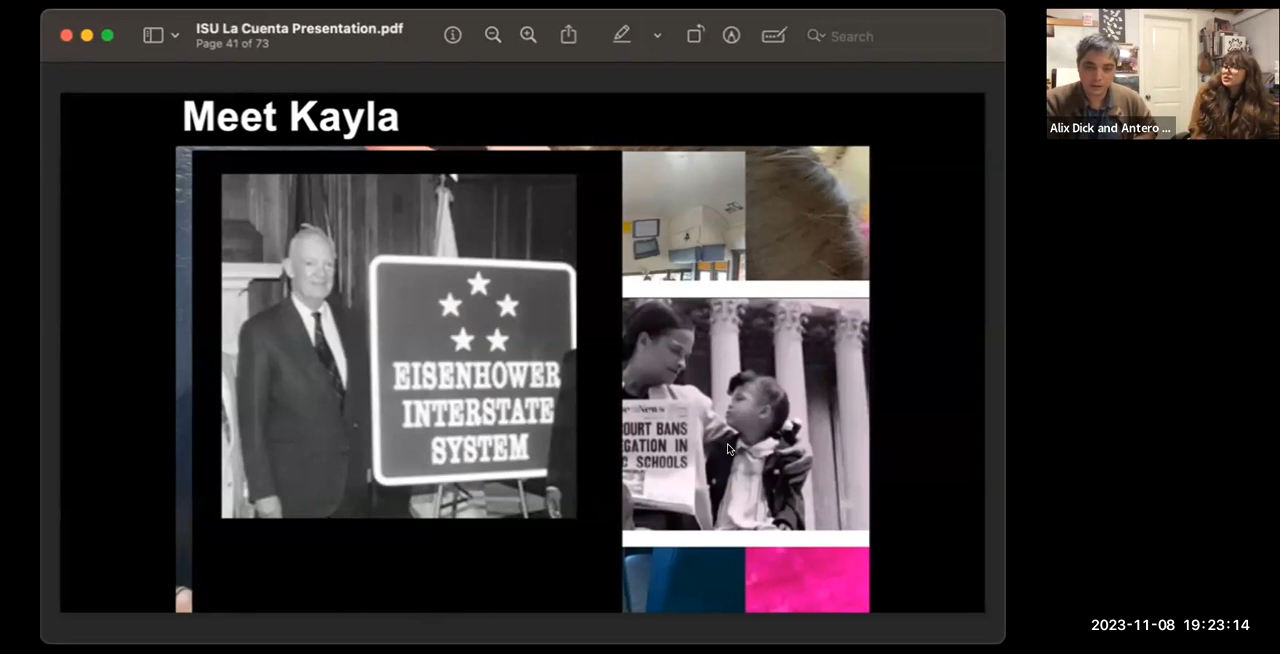 ISU La Cuenta Presentation.pdf
Page 41 of 73
Search
Alix Dick and Antero ...
Meet Kayla
EISENHOWER
INTERSTATE
SYSTEM
OURT BANS
GATION IN
C SCHOOLS
2023-11-08 19:23:14